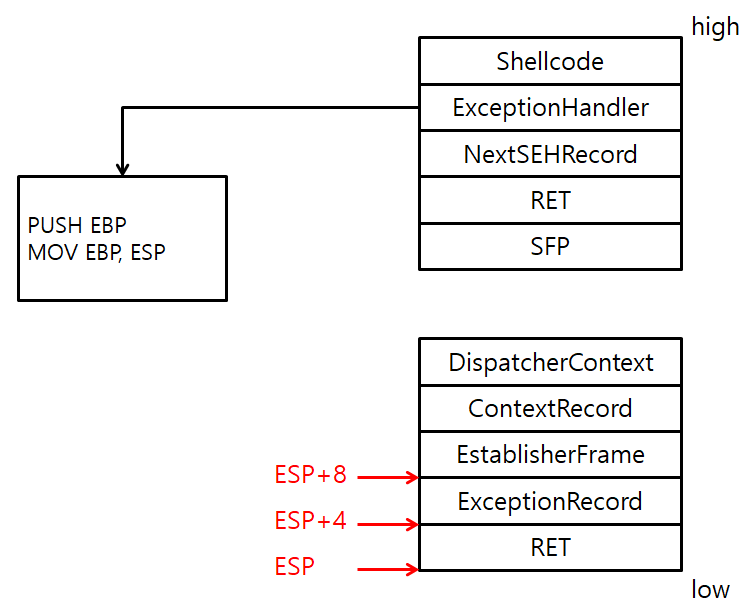 high
Shellcode
ExceptionHandler
NextSEHRecord
RET
SFP
PUSH EBP
MOV EBP, ESP
DispatcherContext
ContextRecord
EstablisherFrame
ESP+8
ExceptionRecord
ESP+4
RET
ESP
low